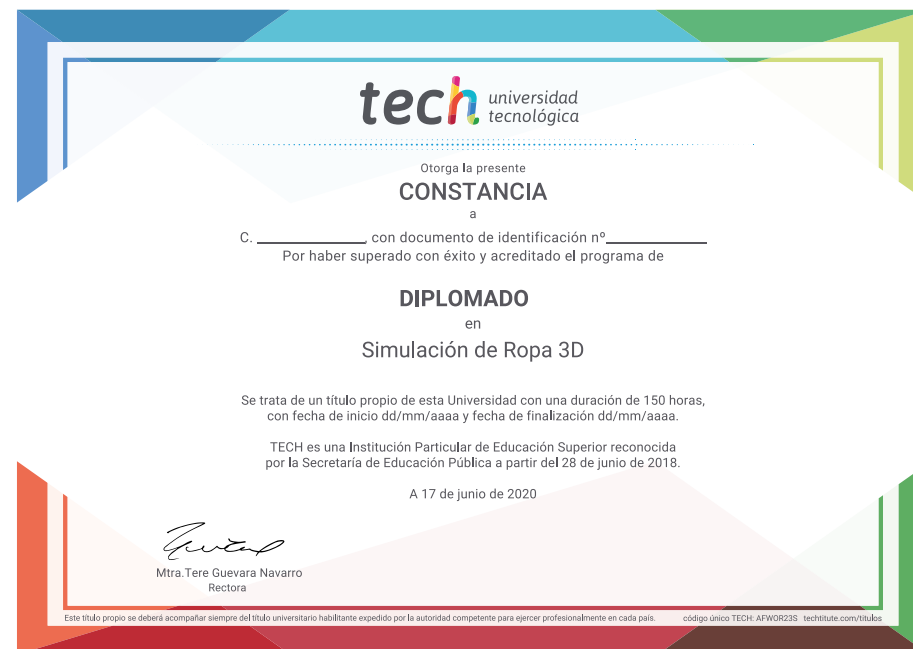 tech universidad
tecnológica
Otorga la presente
CONSTANCIA
a
C. ____________, con documento de identificación nº____________
Por haber superado con éxito y acreditado el programa de
DIPLOMADO
en
Simulación de Ropa 3D
Se trata de un título propio de esta Universidad con una duración de 150 horas,
con fecha de inicio dd/mm/aaaa y fecha de finalización dd/mm/aaaa.
TECH es una Institución Particular de Educación Superior reconocida
por la Secretaría de Educación Pública a partir del 28 de junio de 2018.
A 17 de junio de 2020
Mtra.Tere Guevara Navarro
Rectora
Este título propio se deberá acompañar siempre del título universitario habilitante expedido por la autoridad competente para ejercer profesionalmente en cada país. código único TECH: AFWOR23S techtitute.com/titulos